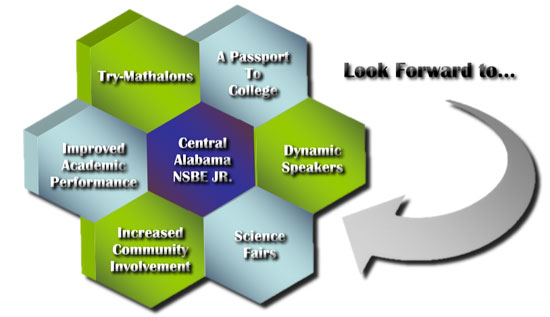 A Passport
To
College
Try-Mathalons
Look Forward to...
Improved
Academic
Performance
Central
Alabama
NSBE JR.
Dynamic
Speakers
Increased
Community
Involvement
Science
Fairs